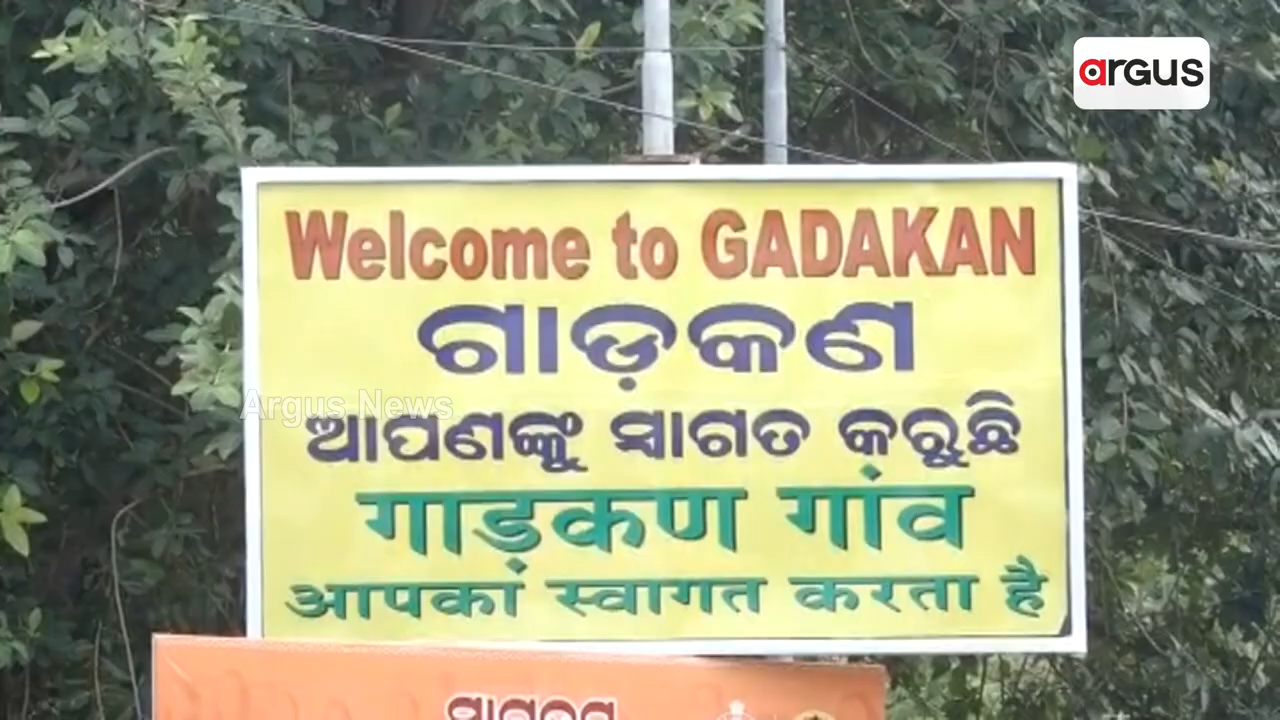 argus
Welcome to GADAKAN
ଗାଡ଼କଣ
Argus News
ଆପଣଙ୍କୁ ସ୍ୱାଗତ କରୁଛି
गाड़कण गांव
आपकां स्वागत करता है